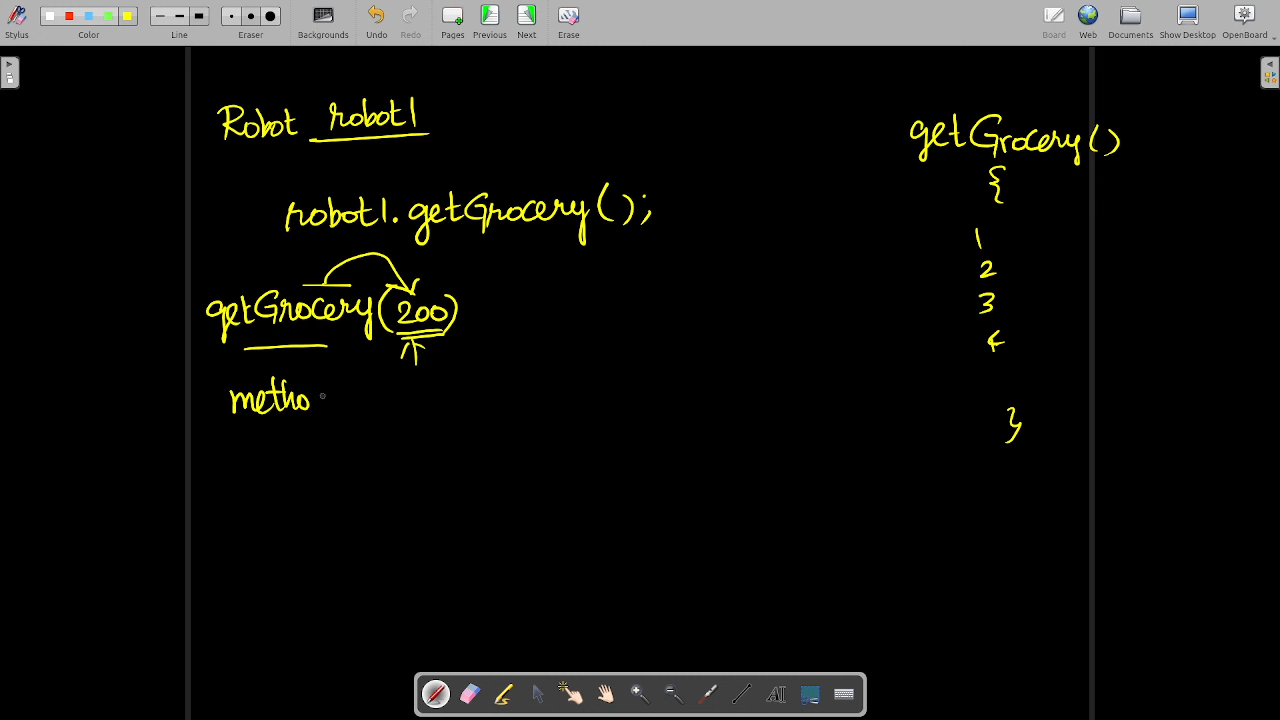 Stylus Color Line Eraser Backgrounds Undo Redo Pages Previous Next Erase Board Web Documents Show Desktop OpenBoard
Robot robot1
robot1.getGrocery();
getGrocery(200)
metho
getGrocery()
{
1
2
3
4
}
AI